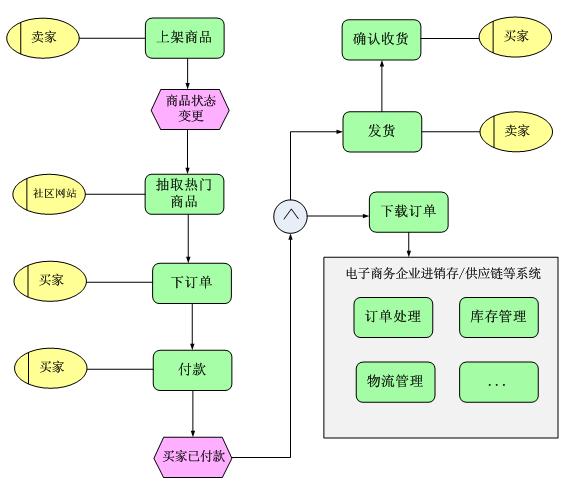 卖家
上架商品
商品状态
变更
社区网站
抽取热门
商品
买家
下订单
买家
付款
买家已付款
确认收货
买家
发货
卖家
下载订单
电子商务企业进销存/供应链等系统
订单处理
库存管理
物流管理
...